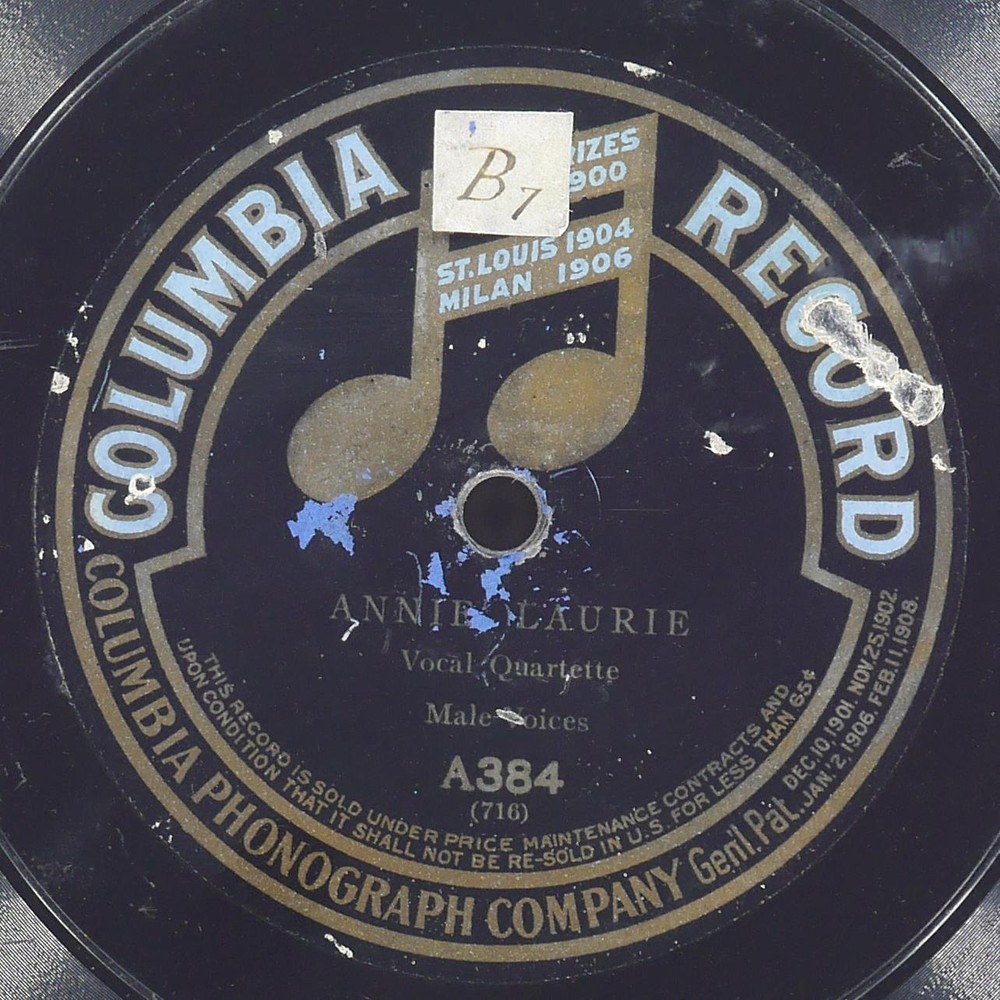 COLUMBIA RECORD
B7
RIZES
900
ST. LOUIS 1904
MILAN 1906
ANNIE LAURIE
Vocal Quartette
Male Voices
A384
(716)
THIS RECORD IS SOLD UNDER PRICE MAINTENANCE CONTRACTS AND
UPON CONDITION THAT IT SHALL NOT BE RE-SOLD IN U.S. FOR LESS THAN 65¢
COLUMBIA PHONOGRAPH COMPANY Genl. Pat. DEC.10,1901. NOV.25,1902.
JAN.2,1906. FEB.11.1908.